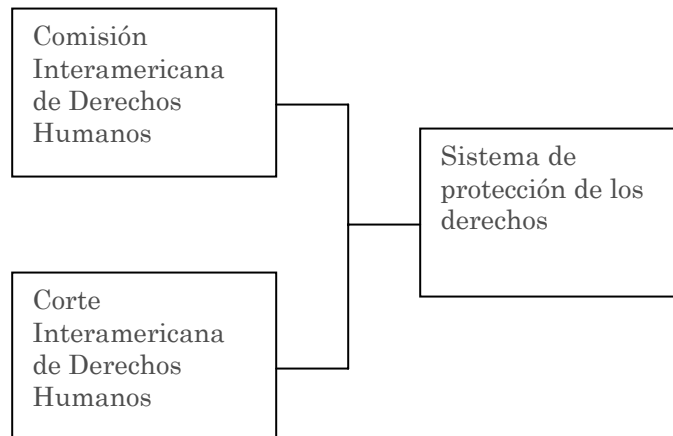 Comisión
Interamericana
de Derechos
Humanos
Sistema de
protección de los
derechos
Corte
Interamericana
de Derechos
Humanos